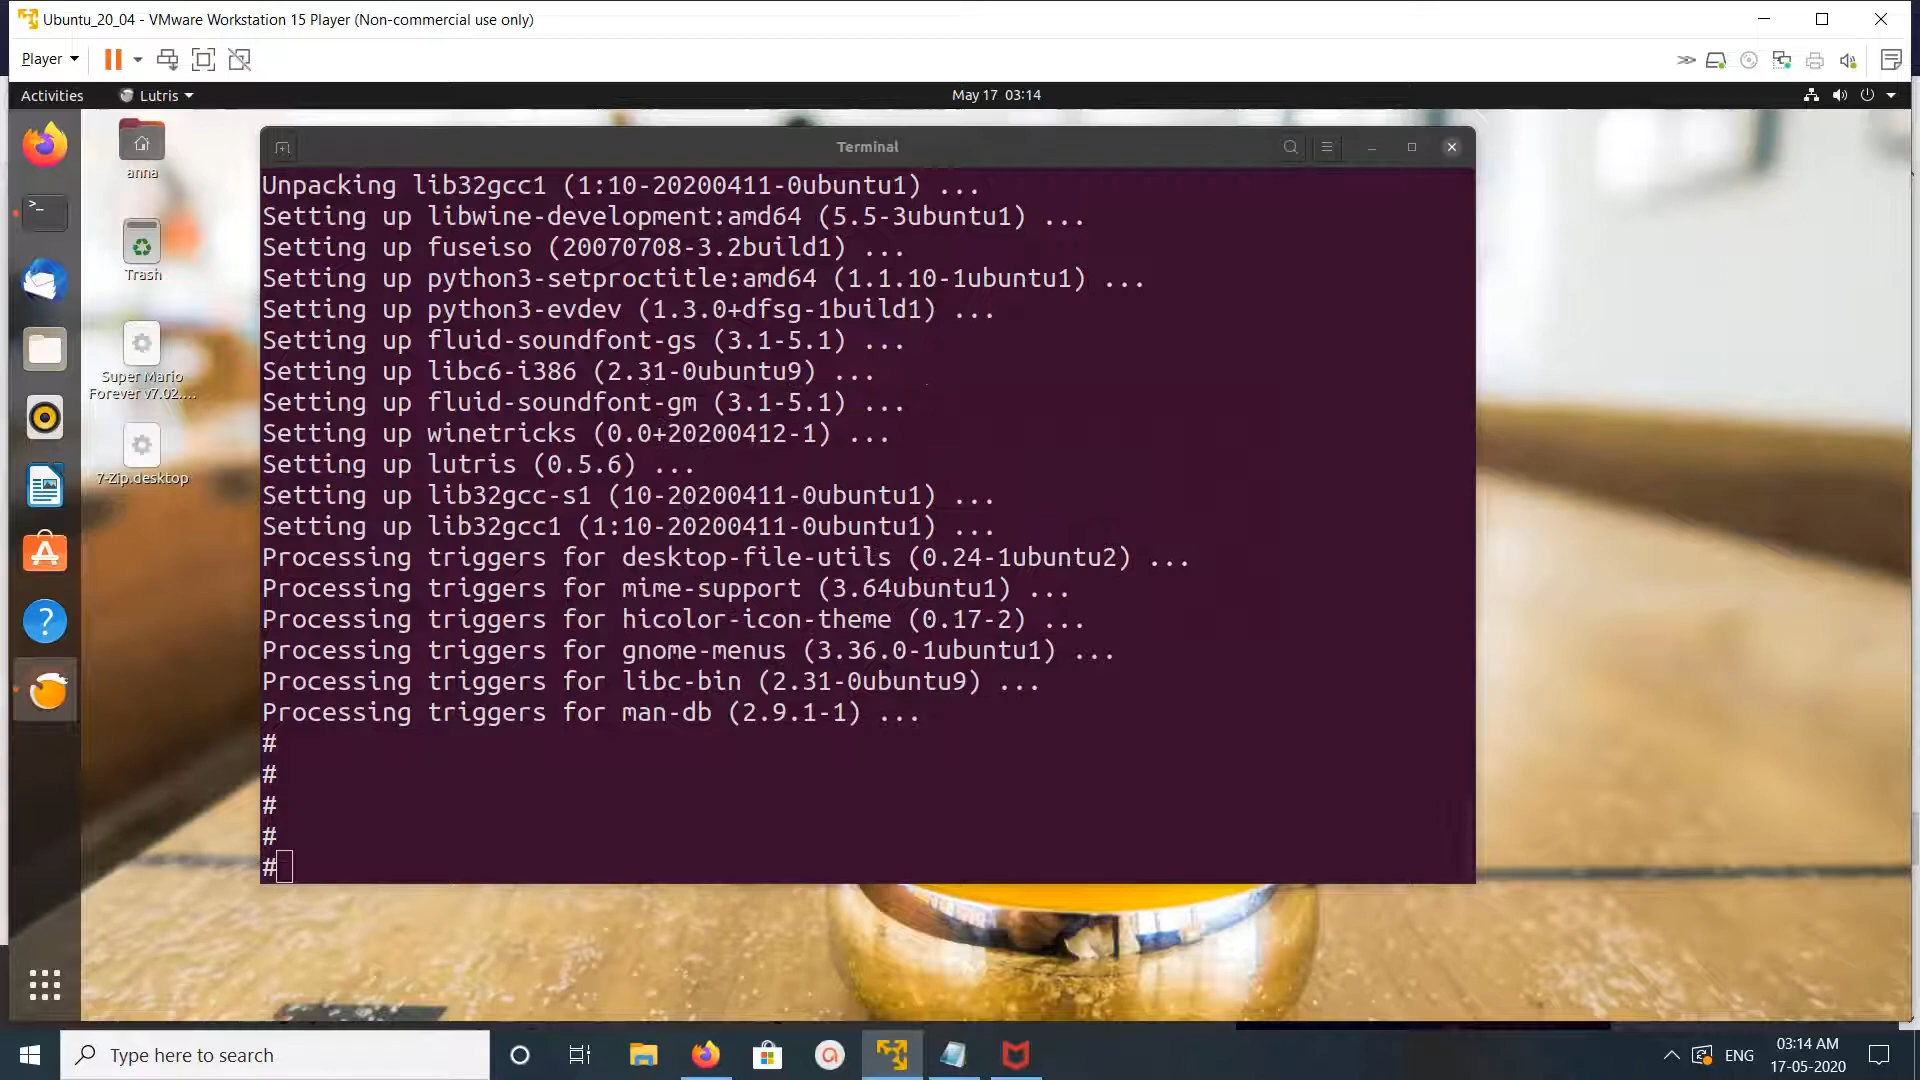 Ubuntu_20_04 - VMware Workstation 15 Player (Non-commercial use only)
Player
Activities
Lutris
May 17 03:14
anna
Trash
Super Mario
Forever v7.02....
7-Zip.desktop
Terminal
Unpacking lib32gcc1 (1:10-20200411-0ubuntu1) ...
Setting up libwine-development:amd64 (5.5-3ubuntu1) ...
Setting up fuseiso (20070708-3.2build1) ...
Setting up python3-setproctitle:amd64 (1.1.10-1ubuntu1) ...
Setting up python3-evdev (1.3.0+dfsg-1build1) ...
Setting up fluid-soundfont-gs (3.1-5.1) ...
Setting up libc6-i386 (2.31-0ubuntu9) ...
Setting up fluid-soundfont-gm (3.1-5.1) ...
Setting up winetricks (0.0+20200412-1) ...
Setting up lutris (0.5.6) ...
Setting up lib32gcc-s1 (10-20200411-0ubuntu1) ...
Setting up lib32gcc1 (1:10-20200411-0ubuntu1) ...
Processing triggers for desktop-file-utils (0.24-1ubuntu2) ...
Processing triggers for mime-support (3.64ubuntu1) ...
Processing triggers for hicolor-icon-theme (0.17-2) ...
Processing triggers for gnome-menus (3.36.0-1ubuntu1) ...
Processing triggers for libc-bin (2.31-0ubuntu9) ...
Processing triggers for man-db (2.9.1-1) ...
#
#
#
#
#
Type here to search
ENG
03:14 AM
17-05-2020